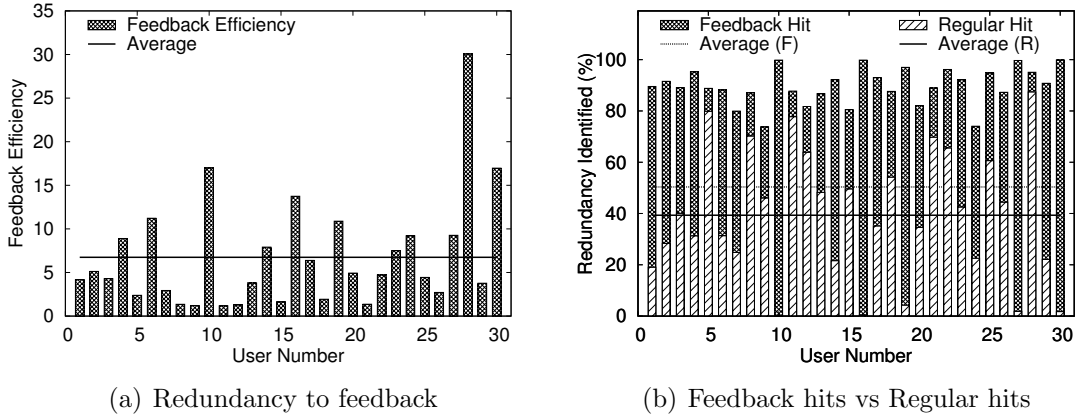 35
30
25
20
15
10
5
0
Feedback Efficiency
Feedback Efficiency
Average
0 5 10 15 20 25 30
User Number
(a) Redundancy to feedback
100
80
60
40
20
0
Redundancy Identified (%)
Feedback Hit Regular Hit
Average (F) Average (R)
0 5 10 15 20 25 30
User Number
(b) Feedback hits vs Regular hits